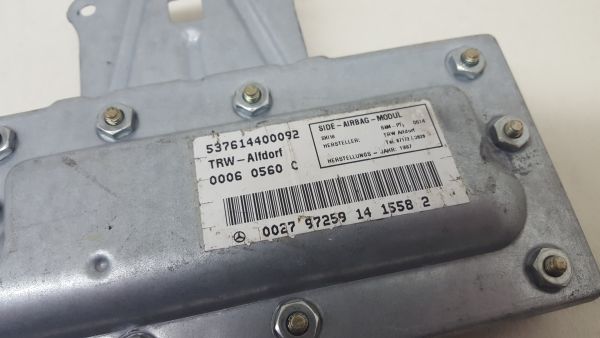 537614400092
TRW-Alfdorf
0006 0560 C
SIDE-AIRBAG-MODUL
HERSTELLER: TRW Alfdorf
HERSTELLUNGS - JAHR: 1997
0027 97259 14 1558 2